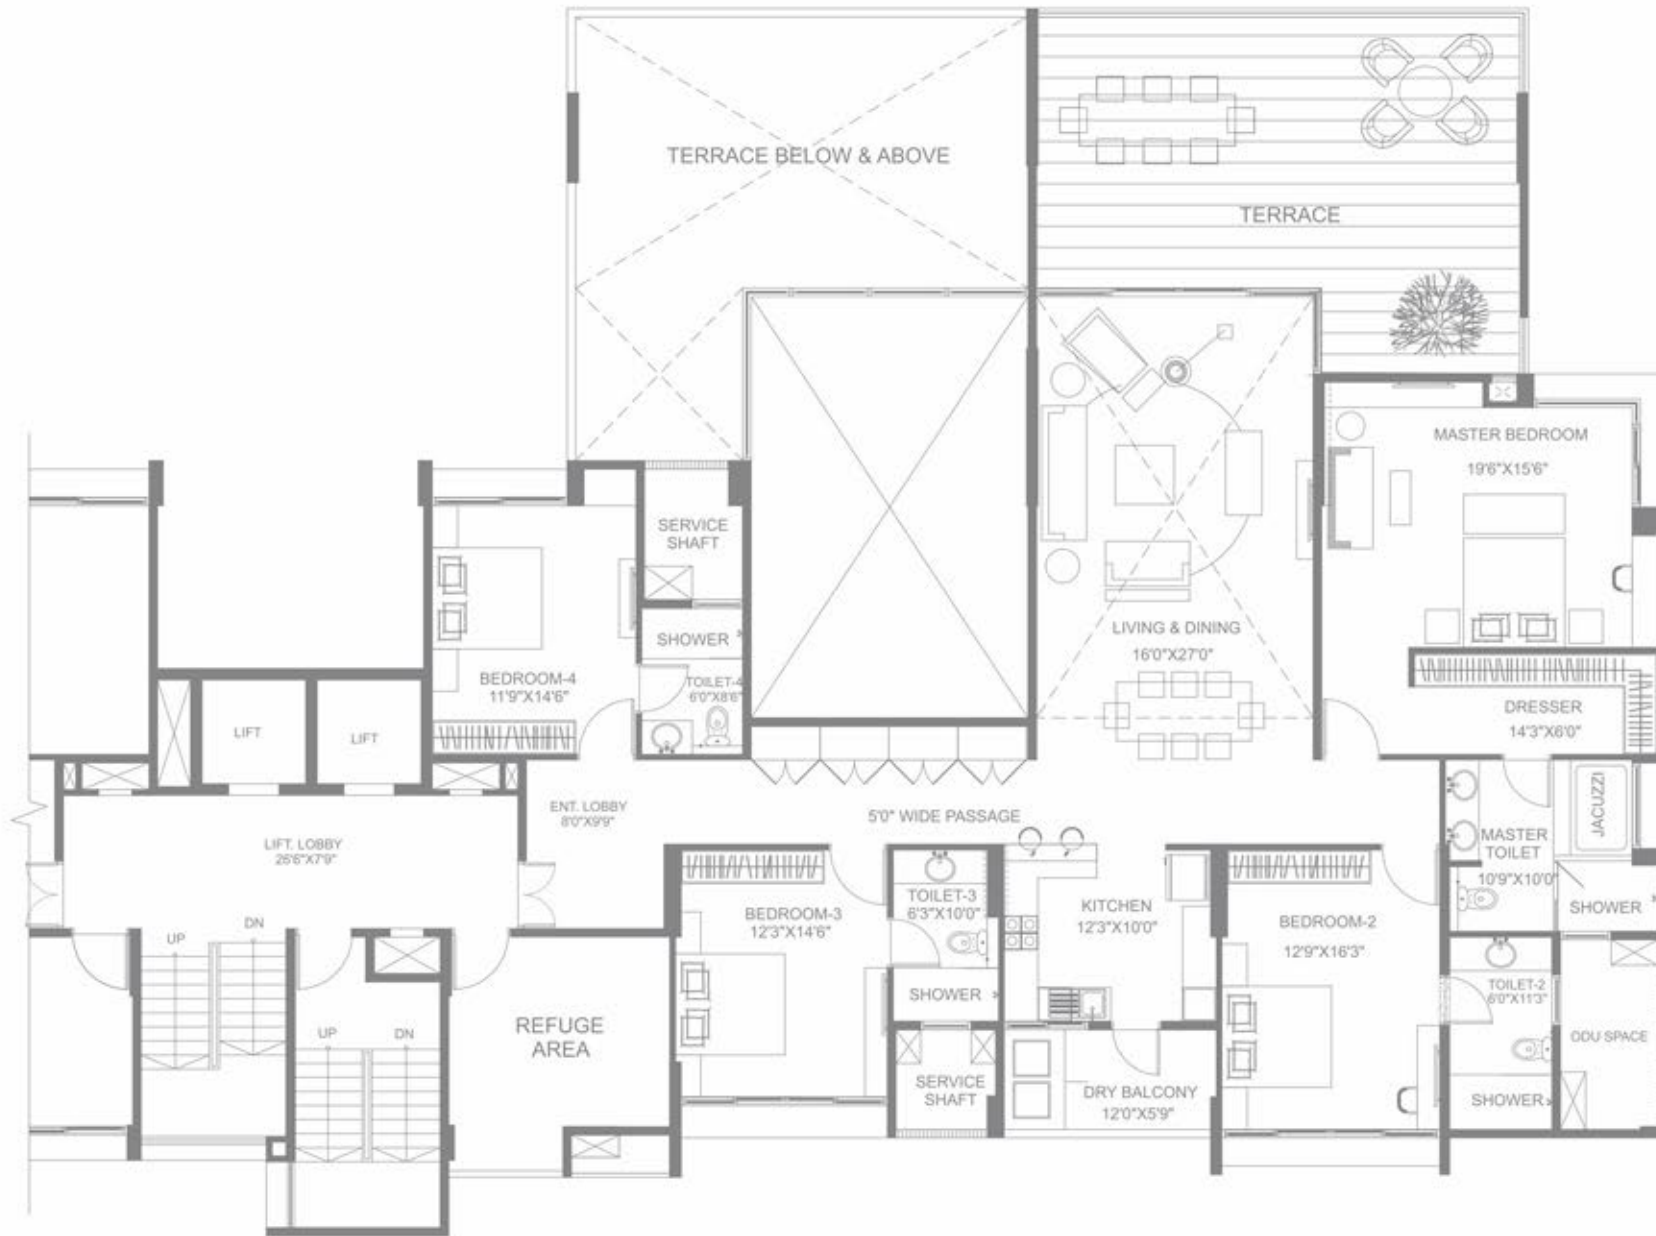 TERRACE BELOW & ABOVE
TERRACE
MASTER BEDROOM
19'6"X15'6"
SERVICE
SHAFT
SHOWER
LIVING & DINING
16'0"X27'0"
BEDROOM-4
11'9"X14'6"
TOILET-4
6'0"X8'6"
DRESSER
14'3"X6'0"
LIFT
LIFT
ENT. LOBBY
8'0"X9'9"
5'0" WIDE PASSAGE
JACUZZI
LIFT. LOBBY
26'6"X7'9"
MASTER
TOILET
10'9"X10'0"
SHOWER
TOILET-3
6'3"X10'0"
BEDROOM-3
12'3"X14'6"
KITCHEN
12'3"X10'0"
BEDROOM-2
12'9"X16'3"
UP
DN
SHOWER
TOILET-2
6'0"X11'3"
REFUGE
AREA
UP
DN
ODU SPACE
SERVICE
SHAFT
DRY BALCONY
12'0"X5'9"
SHOWER